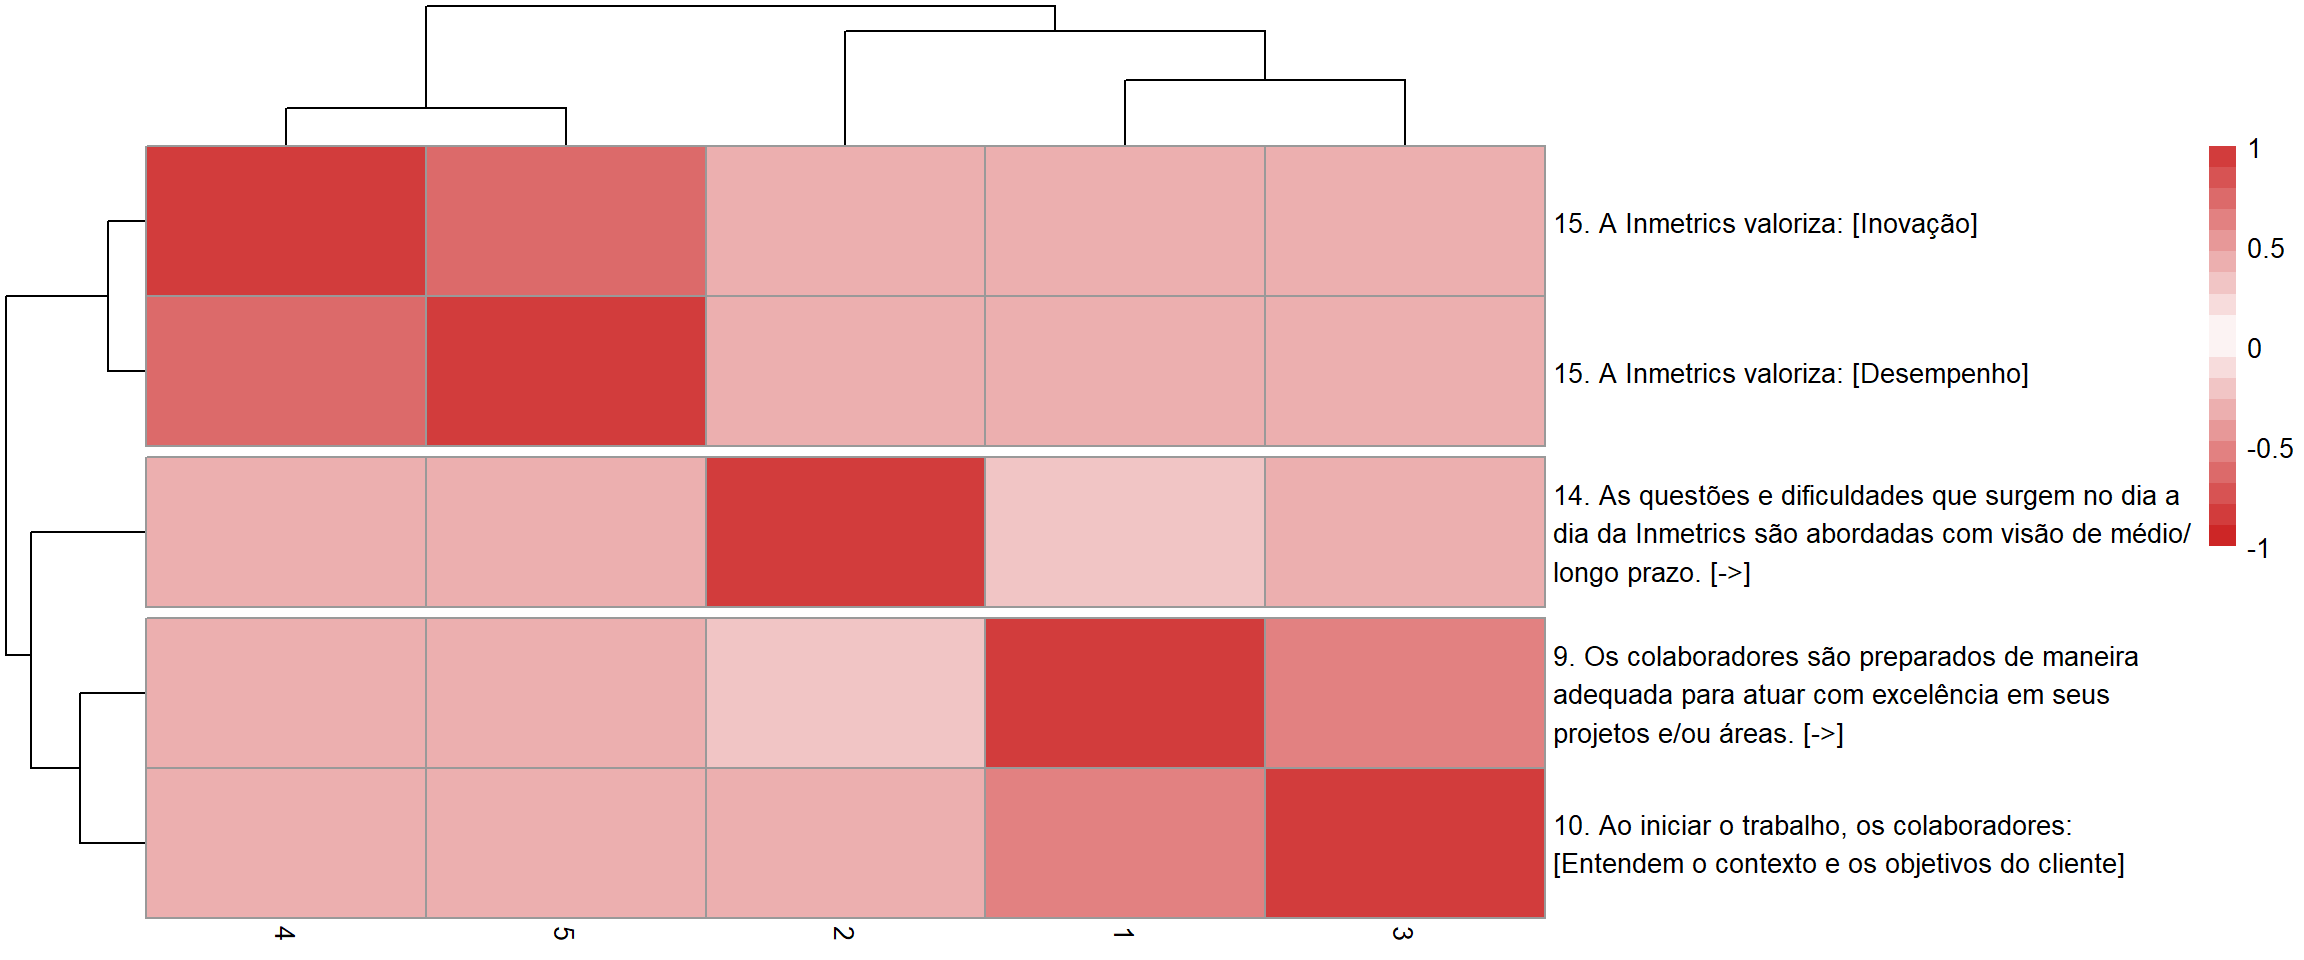 15. A Inmetrics valoriza: [Inovação]
15. A Inmetrics valoriza: [Desempenho]
14. As questões e dificuldades que surgem no dia a
dia da Inmetrics são abordadas com visão de médio/
longo prazo. [->]
9. Os colaboradores são preparados de maneira
adequada para atuar com excelência em seus
projetos e/ou áreas. [->]
10. Ao iniciar o trabalho, os colaboradores:
[Entendem o contexto e os objetivos do cliente]
1
0.5
0
-0.5
-1
4
5
2
1
3